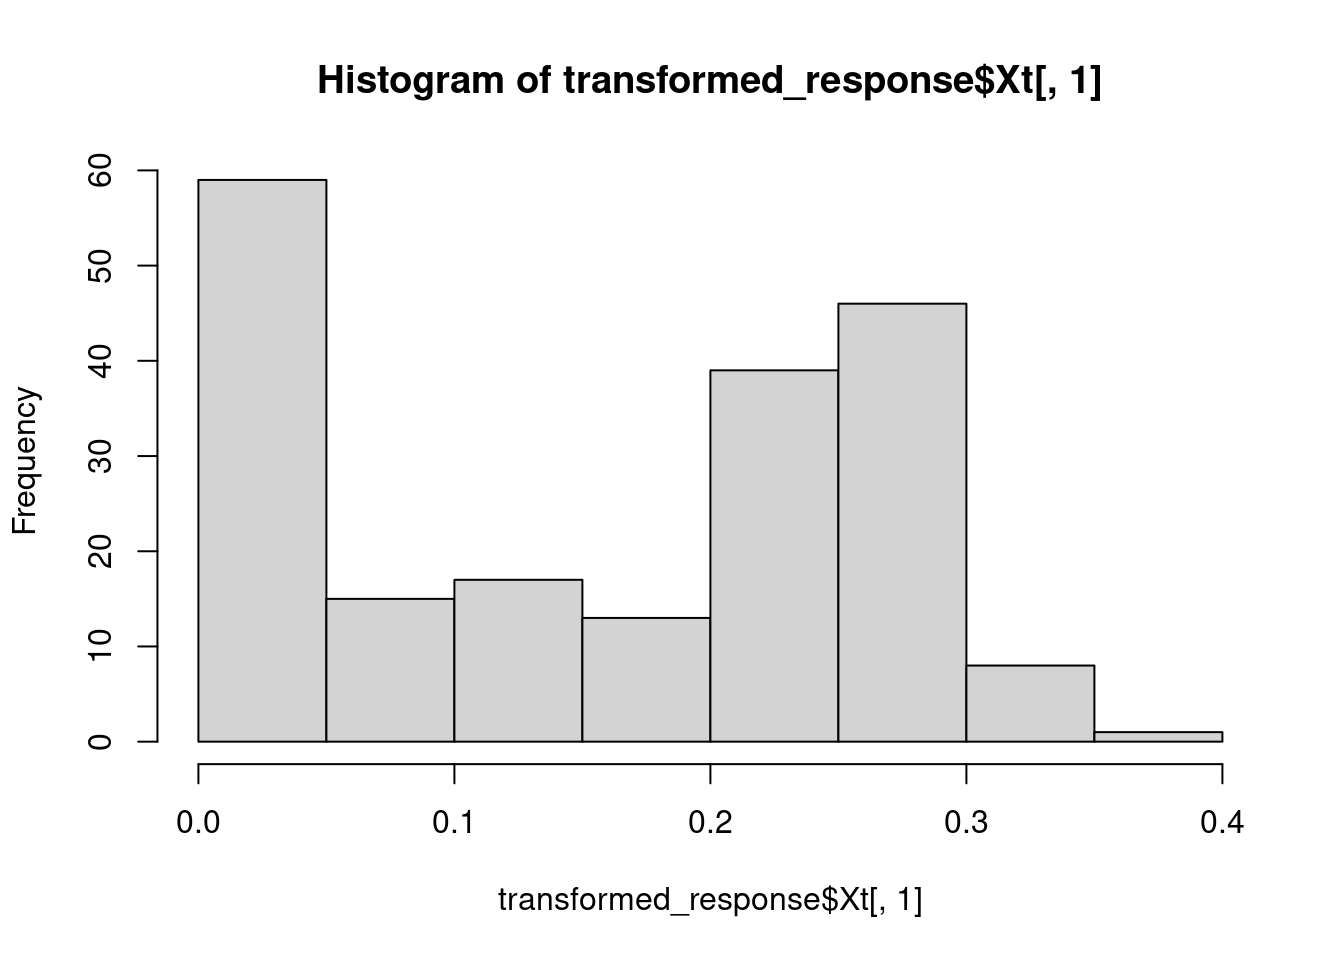 Histogram of transformed_response$Xt[, 1]
Frequency
60
50
40
30
20
10
0
0.0 0.1 0.2 0.3 0.4
transformed_response$Xt[, 1]